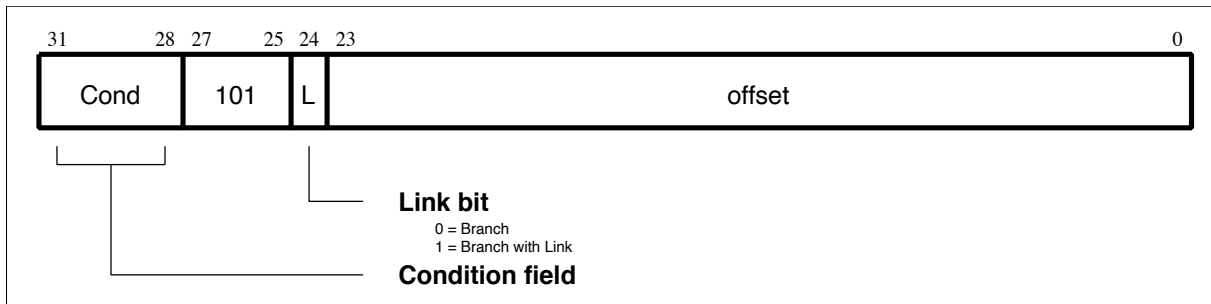 31 28 27 25 24 23 0
Cond 101 L offset
Link bit
0 = Branch
1 = Branch with Link
Condition field